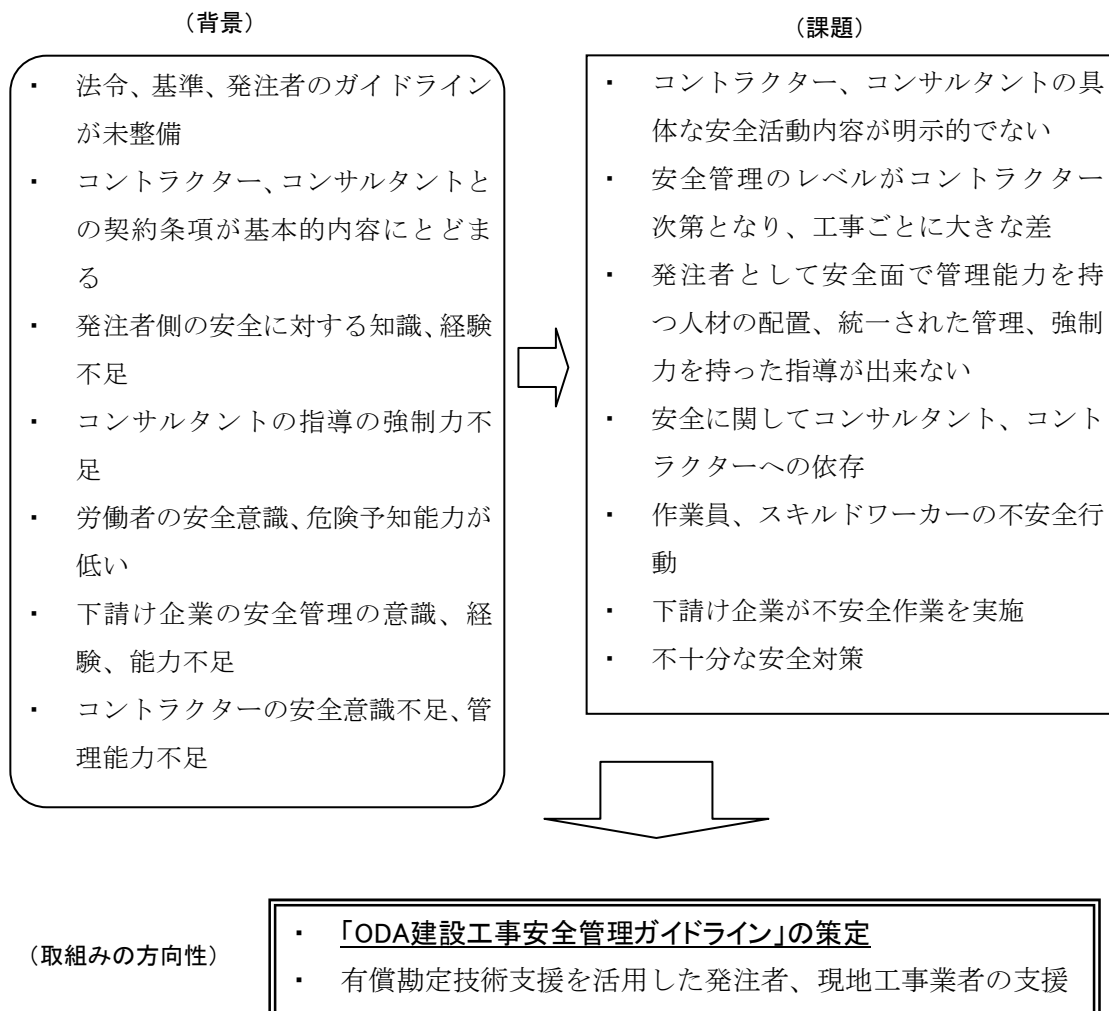 （背景）
・ 法令、基準、発注者のガイドライン
が未整備
・ コントラクター、コンサルタントと
の契約条項が基本的内容にとどま
る
・ 発注者側の安全に対する知識、経験
不足
・ コンサルタントの指導の強制力不
足
・ 労働者の安全意識、危険予知能力が
低い
・ 下請け企業の安全管理の意識、経
験、能力不足
・ コントラクターの安全意識不足、管
理能力不足
（課題）
・ コントラクター、コンサルタントの具
体な安全活動内容が明示的でない
・ 安全管理のレベルがコントラクター
次第となり、工事ごとに大きな差
・ 発注者として安全面で管理能力を持
つ人材の配置、統一された管理、強制
力を持った指導が出来ない
・ 安全に関してコンサルタント、コント
ラクターへの依存
・ 作業員、スキルドワーカーの不安全行
動
・ 下請け企業が不安全作業を実施
・ 不十分な安全対策
（取組みの方向性）
・ 「ODA建設工事安全管理ガイドライン」の策定
・ 有償勘定技術支援を活用した発注者、現地工事業者の支援